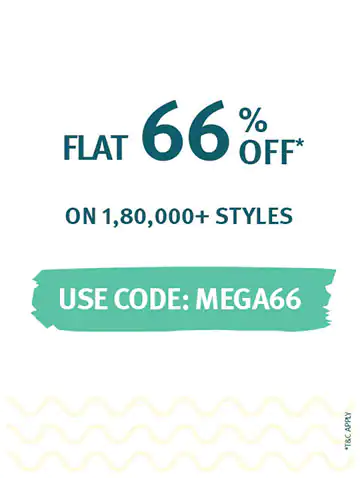 FLAT 66% OFF*
ON 1,80,000+ STYLES
USE CODE: MEGA66
*T&C APPLY